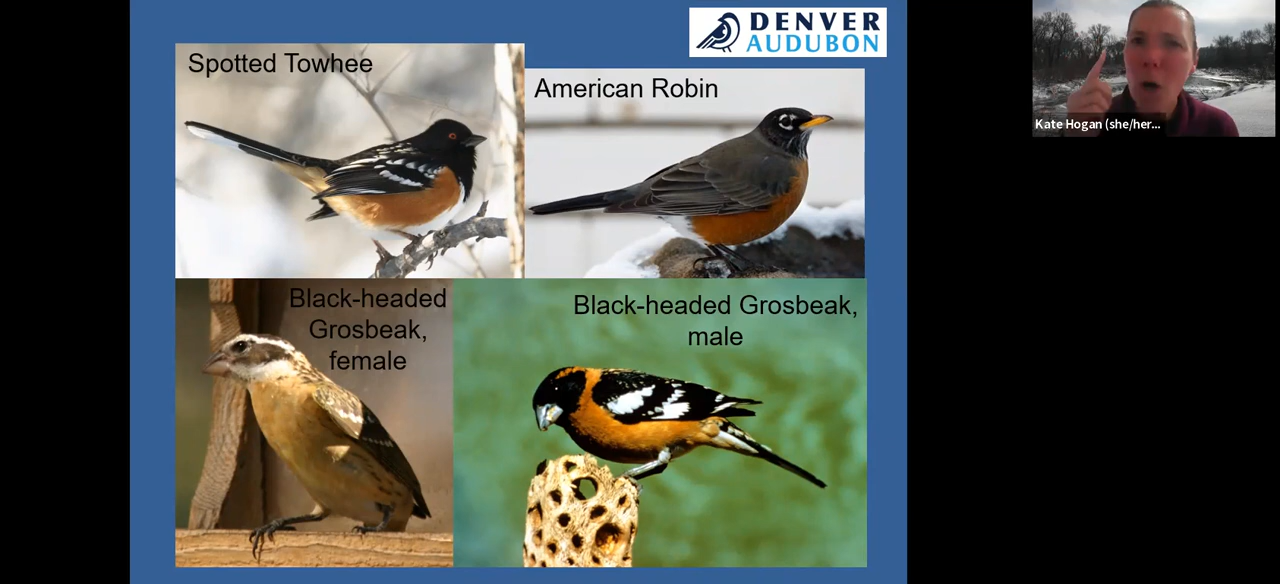 DENVER
AUDUBON
Spotted Towhee
American Robin
Black-headed
Grosbeak,
female
Black-headed Grosbeak,
male
Kate Hogan (she/her...